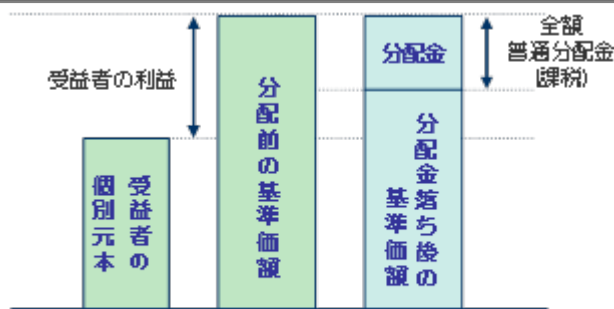 受益者の利益
受益者の
個別元本
分配前の基準価額
分配金
分配金落ち後の
基準価額
全額
普通分配金
(課税)